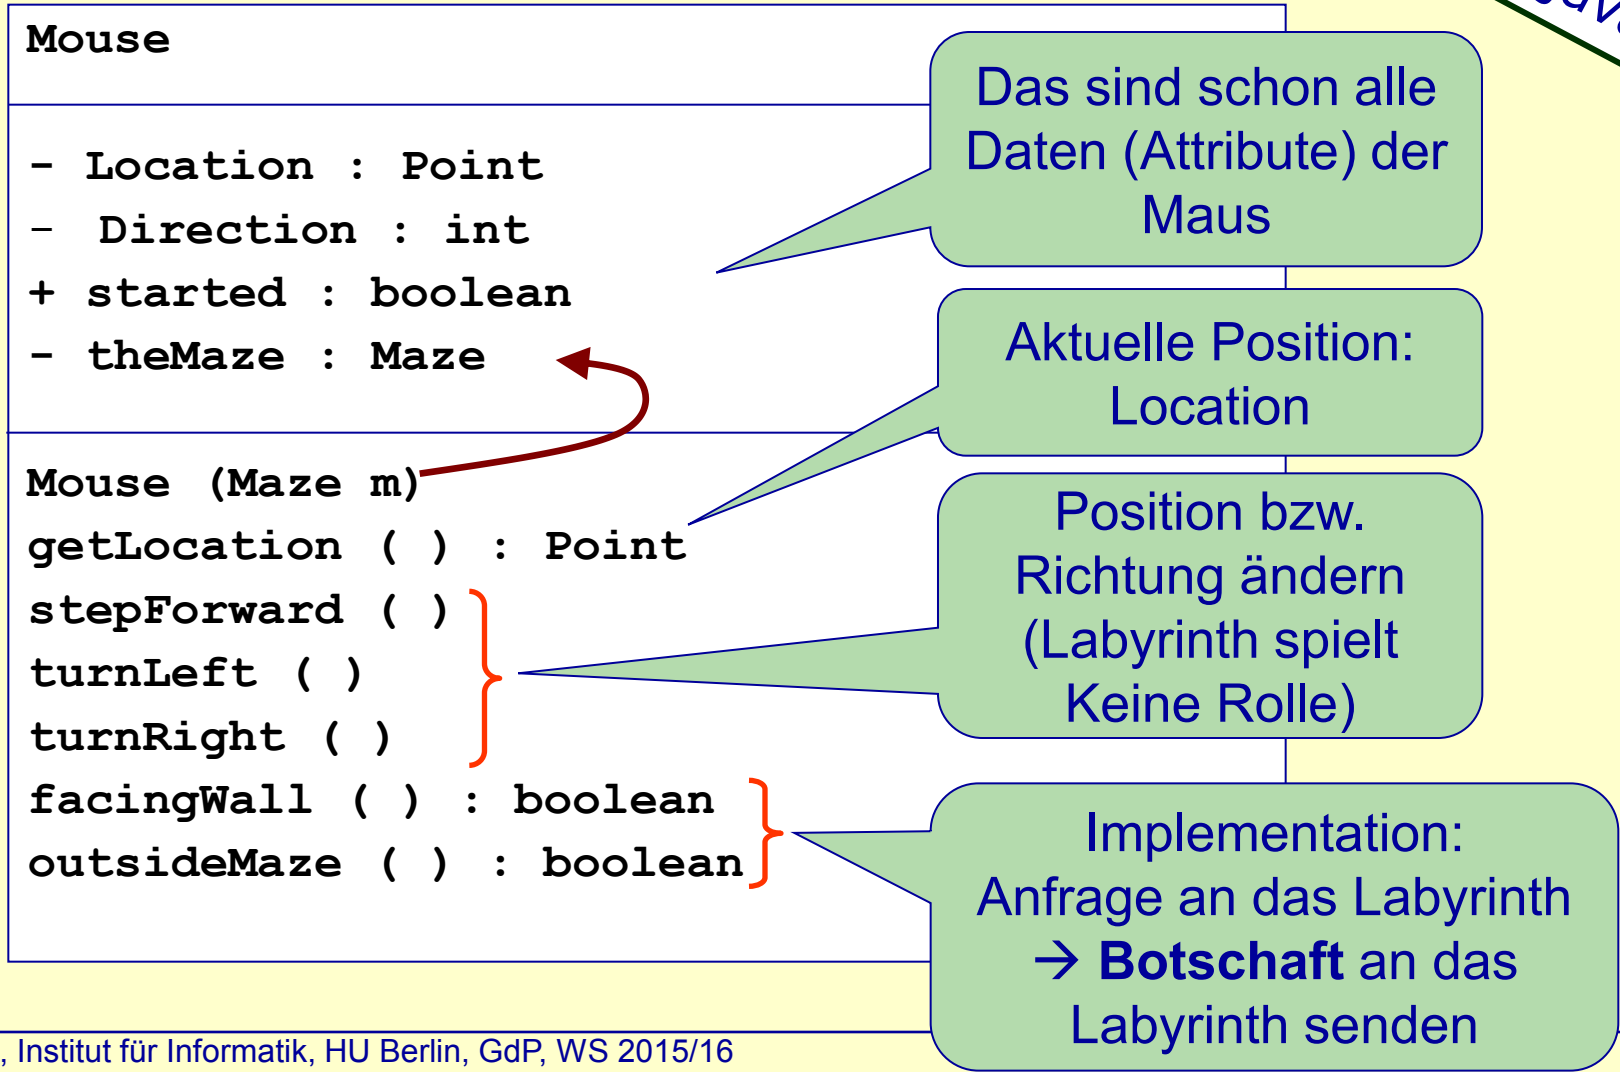 Mouse
- Location : Point
- Direction : int
+ started : boolean
- theMaze : Maze
Mouse (Maze m)
getLocation ( ) : Point
stepForward ( )
turnLeft ( )
turnRight ( )
facingWall ( ) : boolean
outsideMaze ( ) : boolean
Das sind schon alle
Daten (Attribute) der
Maus
Aktuelle Position:
Location
Position bzw.
Richtung ändern
(Labyrinth spielt
Keine Rolle)
Implementation:
Anfrage an das Labyrinth
→ Botschaft an das
Labyrinth senden
, Institut für Informatik, HU Berlin, GdP, WS 2015/16